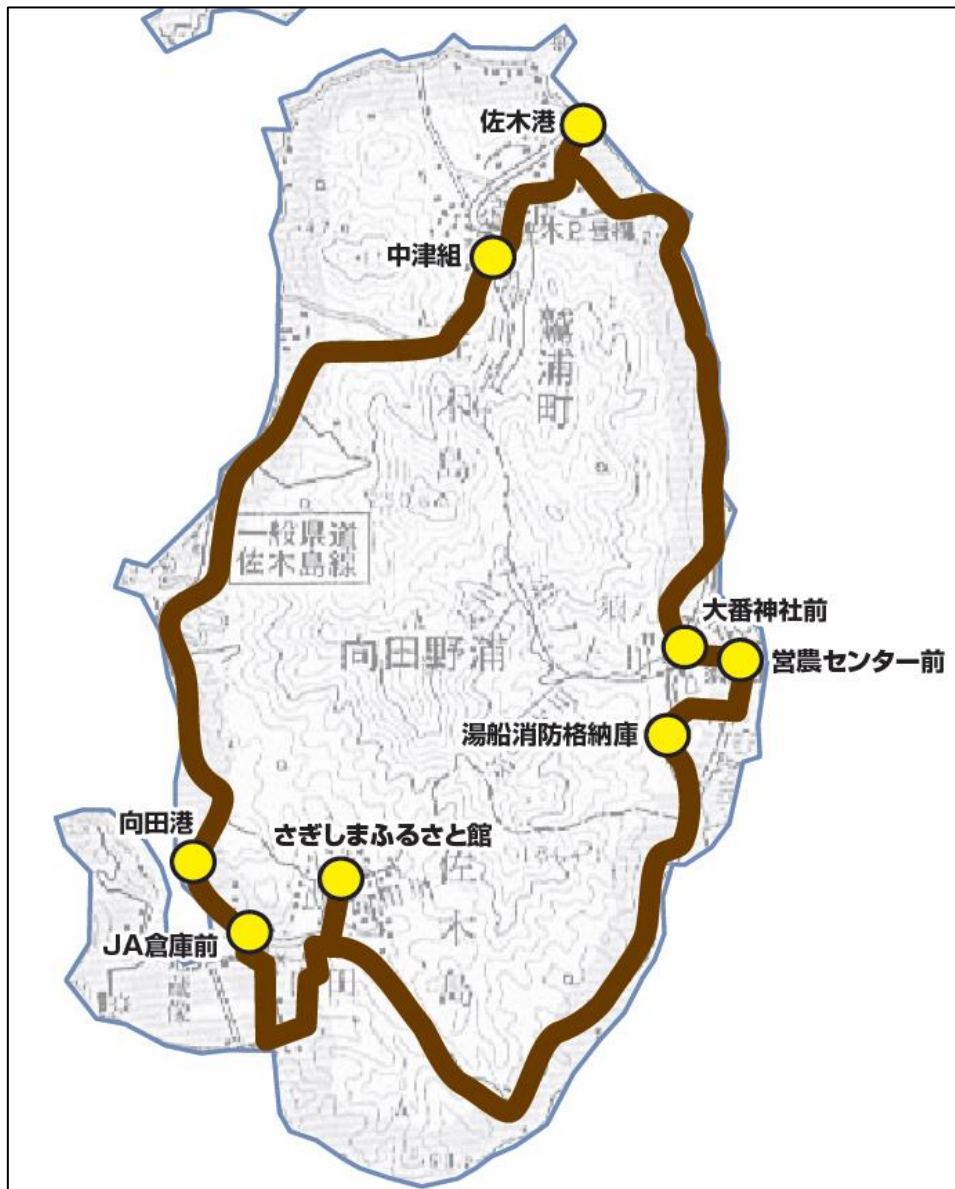 佐木港
中津組
鷺浦町
一般県道
佐木島線
大番神社前
向田野浦
営農センター前
湯船消防格納庫
向田港
さぎしまふるさと館
佐木島
JA倉庫前